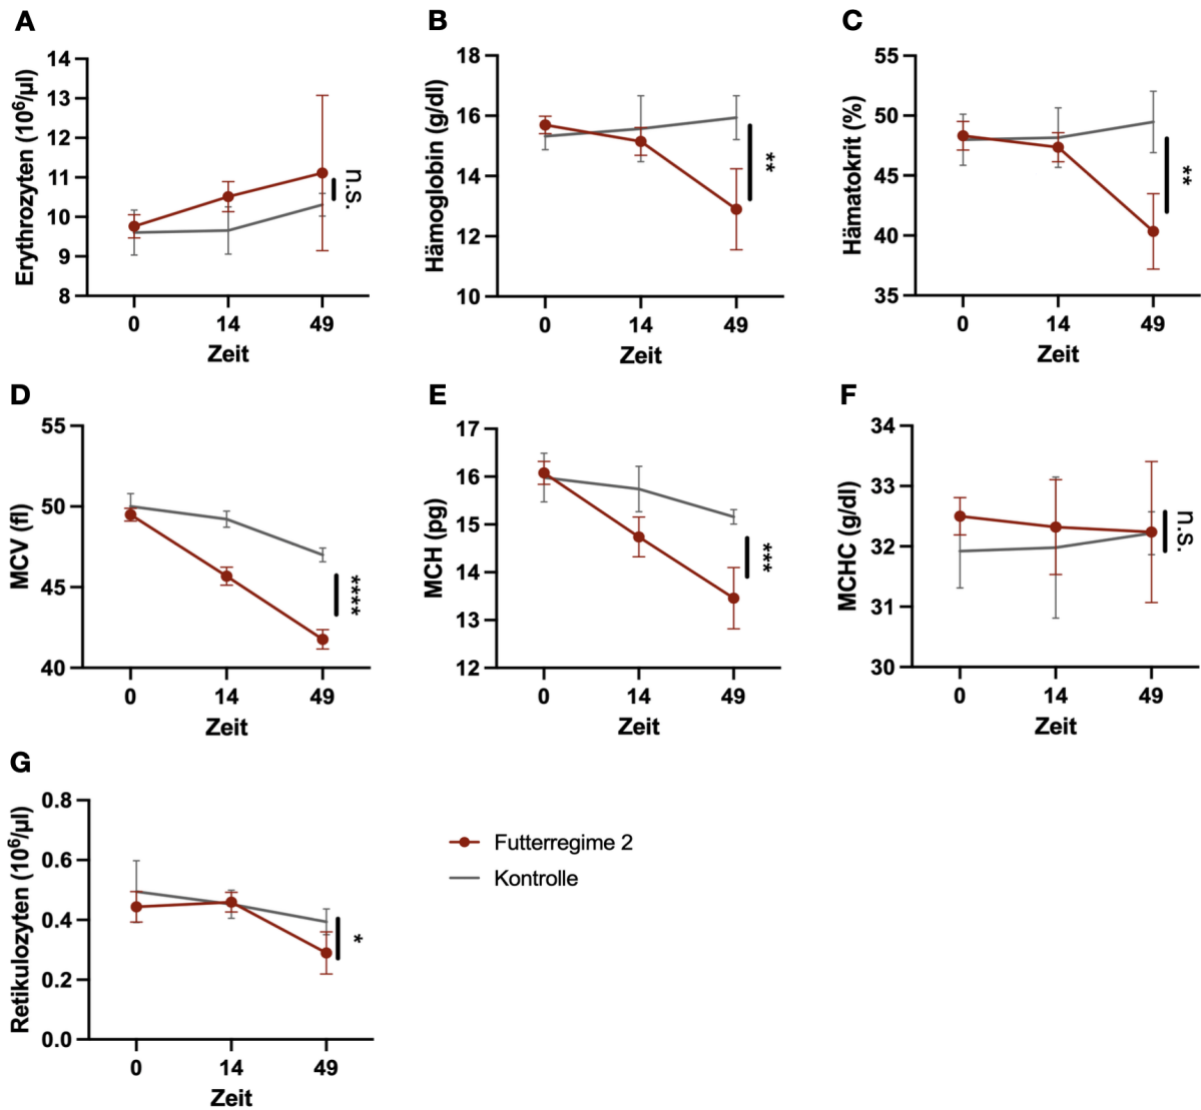 A
Erythrozyten (10⁶/µl)
14
13
12
11
10
9
8
n.s.
0 14 49
Zeit
B
Hämoglobin (g/dl)
18
16
14
12
10
**
0 14 49
Zeit
C
Hämatokrit (%)
55
50
45
40
35
**
0 14 49
Zeit
D
MCV (fl)
55
50
45
40
****
0 14 49
Zeit
E
MCH (pg)
17
16
15
14
13
12
***
0 14 49
Zeit
F
MCHC (g/dl)
34
33
32
31
30
n.s.
0 14 49
Zeit
G
Retikulozyten (10⁶/µl)
0.8
0.6
0.4
0.2
0.0
*
0 14 49
Zeit
Futterregime 2
Kontrolle